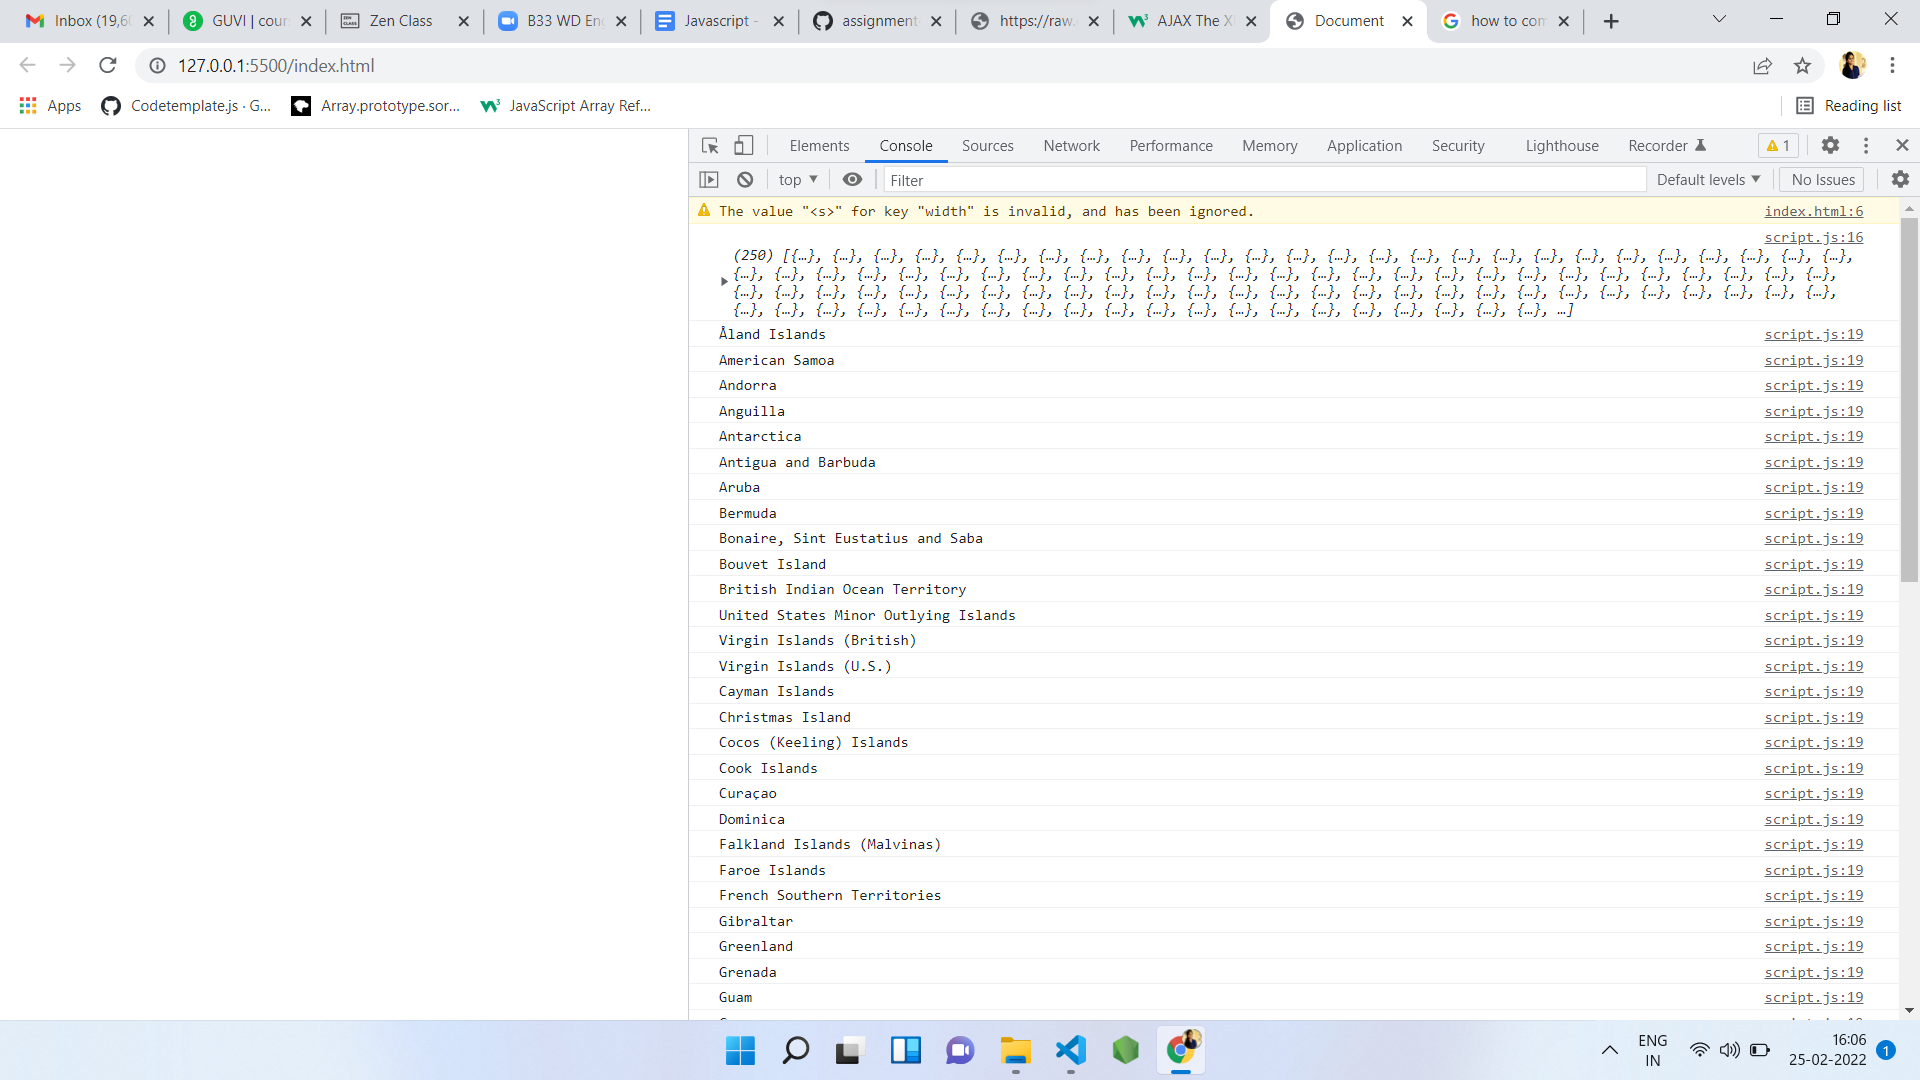 Inbox (19,60
GUVI | cour
Zen Class
B33 WD Eng
Javascript -
assignment
https://raw.
AJAX The X
Document
how to com
127.0.0.1:5500/index.html
Apps
Codetemplate.js · G...
Array.prototype.sor...
JavaScript Array Ref...
Reading list
Elements
Console
Sources
Network
Performance
Memory
Application
Security
Lighthouse
Recorder
1
top
Filter
Default levels
No Issues
The value "<s>" for key "width" is invalid, and has been ignored. index.html:6
script.js:16
(250) [{…}, {…}, {…}, {…}, {…}, {…}, {…}, {…}, {…}, {…}, {…}, {…}, {…}, {…}, {…}, {…}, {…}, {…}, {…}, {…}, {…}, {…}, {…}, {…}, {…}, {…},
{…}, {…}, {…}, {…}, {…}, {…}, {…}, {…}, {…}, {…}, {…}, {…}, {…}, {…}, {…}, {…}, {…}, {…}, {…}, {…}, {…}, {…}, {…}, {…}, {…}, {…}, {…},
{…}, {…}, {…}, {…}, {…}, {…}, {…}, {…}, {…}, {…}, {…}, {…}, {…}, {…}, {…}, {…}, {…}, {…}, {…}, {…}, {…}, {…}, {…}, {…}, {…}, {…}, {…},
{…}, {…}, {…}, {…}, {…}, {…}, {…}, {…}, {…}, {…}, {…}, {…}, {…}, {…}, {…}, {…}, {…}, {…}, {…}, {…}, …]
Åland Islands script.js:19
American Samoa script.js:19
Andorra script.js:19
Anguilla script.js:19
Antarctica script.js:19
Antigua and Barbuda script.js:19
Aruba script.js:19
Bermuda script.js:19
Bonaire, Sint Eustatius and Saba script.js:19
Bouvet Island script.js:19
British Indian Ocean Territory script.js:19
United States Minor Outlying Islands script.js:19
Virgin Islands (British) script.js:19
Virgin Islands (U.S.) script.js:19
Cayman Islands script.js:19
Christmas Island script.js:19
Cocos (Keeling) Islands script.js:19
Cook Islands script.js:19
Curaçao script.js:19
Dominica script.js:19
Falkland Islands (Malvinas) script.js:19
Faroe Islands script.js:19
French Southern Territories script.js:19
Gibraltar script.js:19
Greenland script.js:19
Grenada script.js:19
Guam script.js:19
ENG
IN
16:06
25-02-2022
1